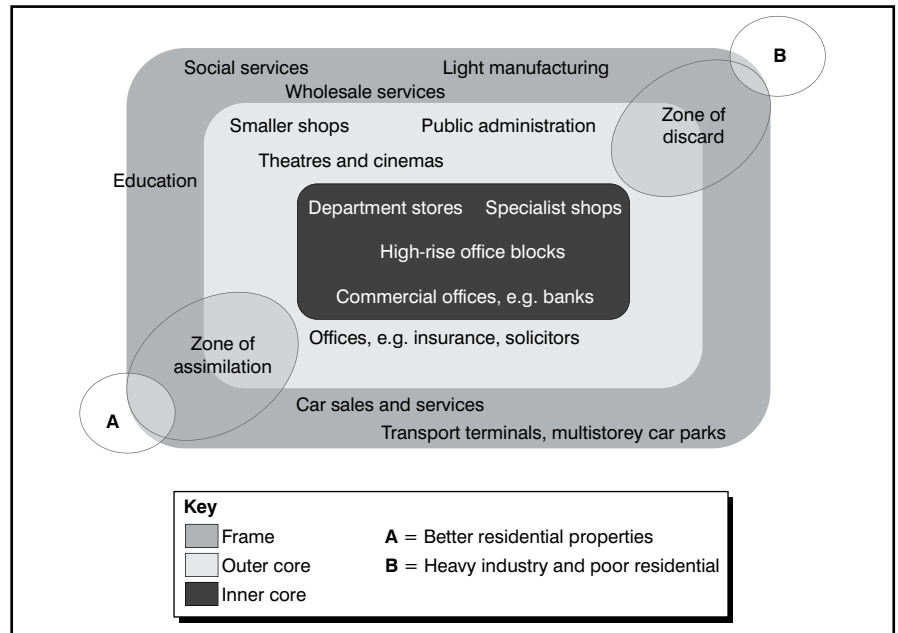 B
Social services
Light manufacturing
Wholesale services
Zone of
discard
Smaller shops
Public administration
Theatres and cinemas
Education
Department stores
Specialist shops
High-rise office blocks
Commercial offices, e.g. banks
Offices, e.g. insurance, solicitors
Zone of
assimilation
A
Car sales and services
Transport terminals, multistorey car parks
Key
Frame
A = Better residential properties
Outer core
B = Heavy industry and poor residential
Inner core